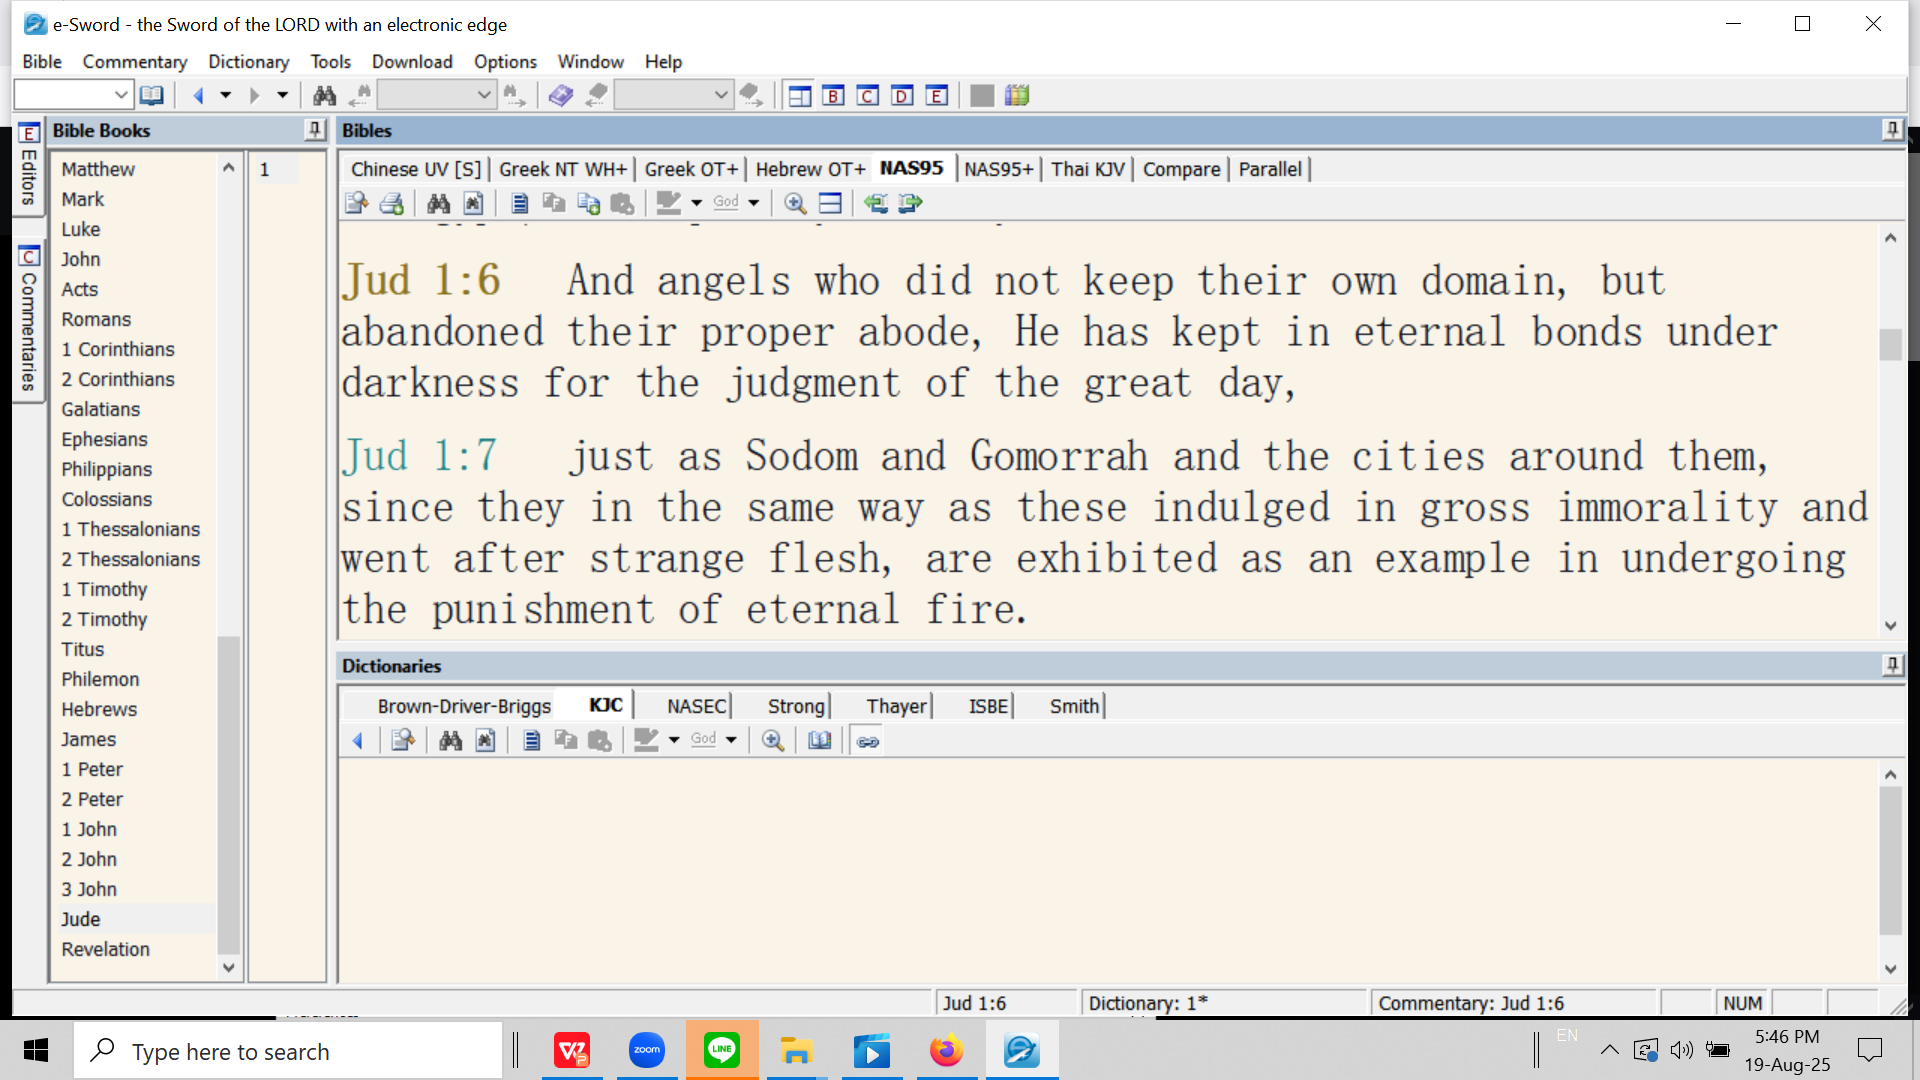 e-Sword - the Sword of the LORD with an electronic edge
Bible Commentary Dictionary Tools Download Options Window Help
B C D E
E Editors
C Commentaries
Bible Books
Matthew
Mark
Luke
John
Acts
Romans
1 Corinthians
2 Corinthians
Galatians
Ephesians
Philippians
Colossians
1 Thessalonians
2 Thessalonians
1 Timothy
2 Timothy
Titus
Philemon
Hebrews
James
1 Peter
2 Peter
1 John
2 John
3 John
Jude
Revelation
1
Bibles
Chinese UV [S] Greek NT WH+ Greek OT+ Hebrew OT+ NAS95 NAS95+ Thai KJV Compare Parallel
God
Jud 1:6 And angels who did not keep their own domain, but
abandoned their proper abode, He has kept in eternal bonds under
darkness for the judgment of the great day,
Jud 1:7 just as Sodom and Gomorrah and the cities around them,
since they in the same way as these indulged in gross immorality and
went after strange flesh, are exhibited as an example in undergoing
the punishment of eternal fire.
Dictionaries
Brown-Driver-Briggs KJC NASEC Strong Thayer ISBE Smith
God
Jud 1:6 Dictionary: 1* Commentary: Jud 1:6 NUM
Type here to search
zoom
LINE
EN
5:46 PM
19-Aug-25